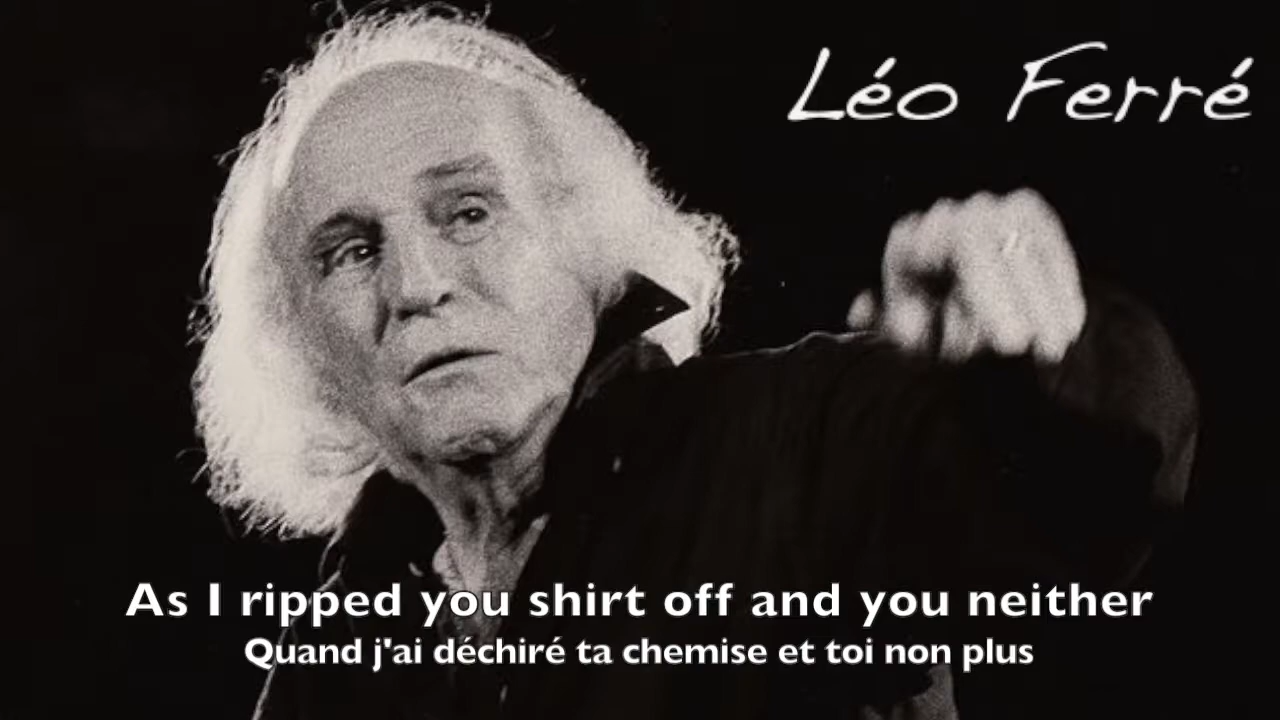 Léo Ferré
As I ripped you shirt off and you neither
Quand j'ai déchiré ta chemise et toi non plus